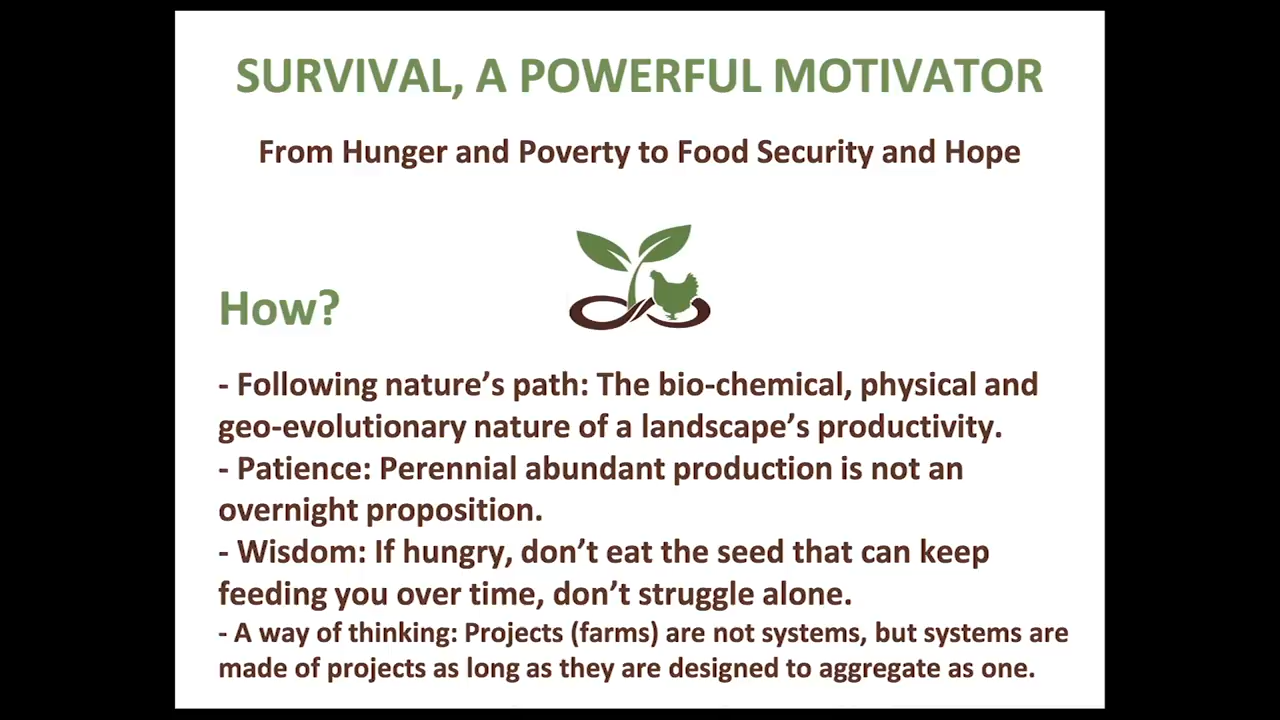 SURVIVAL, A POWERFUL MOTIVATOR
From Hunger and Poverty to Food Security and Hope
How?
- Following nature’s path: The bio-chemical, physical and
geo-evolutionary nature of a landscape’s productivity.
- Patience: Perennial abundant production is not an
overnight proposition.
- Wisdom: If hungry, don’t eat the seed that can keep
feeding you over time, don’t struggle alone.
- A way of thinking: Projects (farms) are not systems, but systems are
made of projects as long as they are designed to aggregate as one.